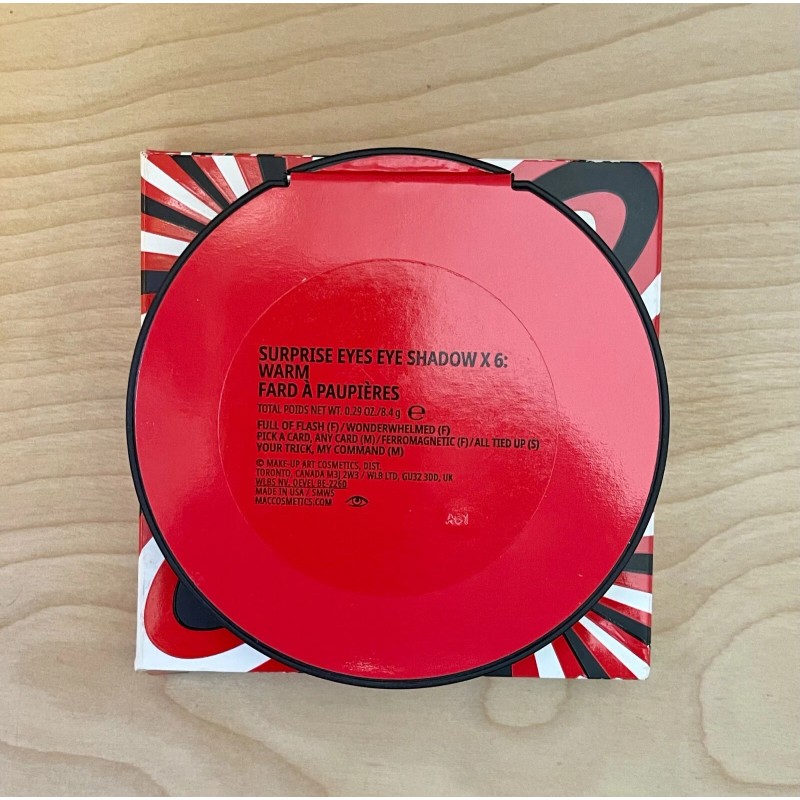 SURPRISE EYES EYE SHADOW X 6:
WARM
FARD À PAUPIÈRES
TOTAL POIDS NET WT. 0.29 OZ./8.4 g ℮
FULL OF FLASH (F) / WONDERWHELMED (F)
PICK A CARD, ANY CARD (M) / FERROMAGNETIC (F) / ALL TIED UP (S)
YOUR TRICK, MY COMMAND (M)
© MAKE-UP ART COSMETICS, DIST.
TORONTO, CANADA M3J 2W3 / WLB LTD, GU32 3DD, UK
WLBS NV, OEVEL BE-2260
MADE IN USA / SMWS
MACCOSMETICS.COM
A61